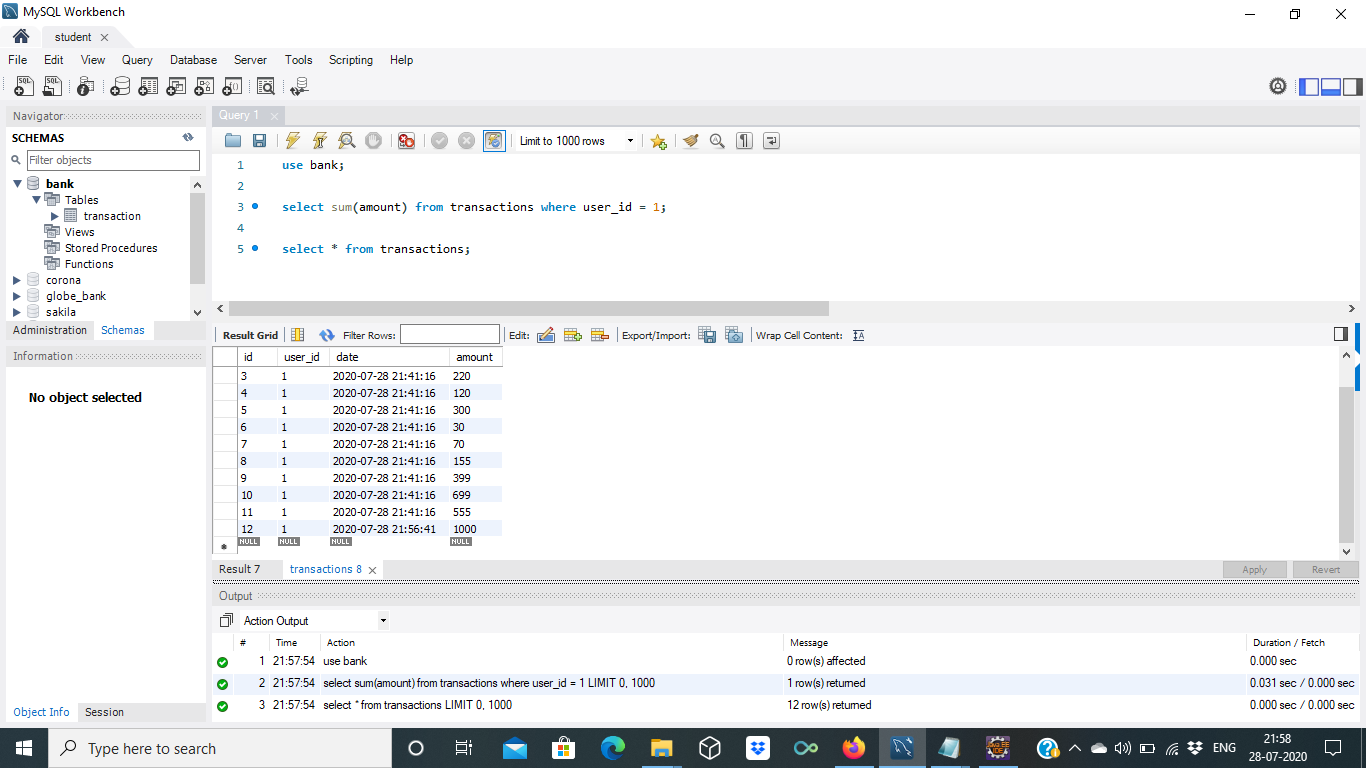 MySQL Workbench
student
File Edit View Query Database Server Tools Scripting Help
Navigator
SCHEMAS
Filter objects
bank
Tables
transaction
Views
Stored Procedures
Functions
corona
globe_bank
sakila
Administration Schemas
Information
No object selected
Object Info Session
Query 1
Limit to 1000 rows
1 use bank;
2
3 select sum(amount) from transactions where user_id = 1;
4
5 select * from transactions;
Result Grid Filter Rows: Edit: Export/Import: Wrap Cell Content:
id user_id date amount
3 1 2020-07-28 21:41:16 220
4 1 2020-07-28 21:41:16 120
5 1 2020-07-28 21:41:16 300
6 1 2020-07-28 21:41:16 30
7 1 2020-07-28 21:41:16 70
8 1 2020-07-28 21:41:16 155
9 1 2020-07-28 21:41:16 399
10 1 2020-07-28 21:41:16 699
11 1 2020-07-28 21:41:16 555
12 1 2020-07-28 21:56:41 1000
NULL NULL NULL NULL
Result 7 transactions 8 Apply Revert
Output
Action Output
# Time Action Message Duration / Fetch
1 21:57:54 use bank 0 row(s) affected 0.000 sec
2 21:57:54 select sum(amount) from transactions where user_id = 1 LIMIT 0, 1000 1 row(s) returned 0.031 sec / 0.000 sec
3 21:57:54 select * from transactions LIMIT 0, 1000 12 row(s) returned 0.000 sec / 0.000 sec
Type here to search
ENG
21:58
28-07-2020